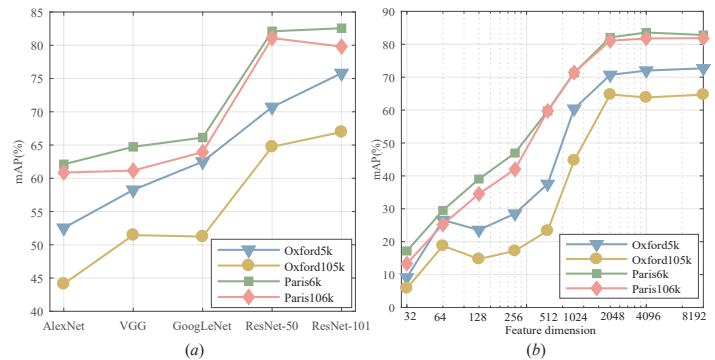 85
80
75
70
65
60
55
50
45
40
mAP(%)
AlexNet VGG GoogLeNet ResNet-50 ResNet-101
Oxford5k
Oxford105k
Paris6k
Paris106k
(a)
90
80
70
60
50
40
30
20
10
0
mAP(%)
32 64 128 256 512 1024 2048 4096 8192
Feature dimension
Oxford5k
Oxford105k
Paris6k
Paris106k
(b)